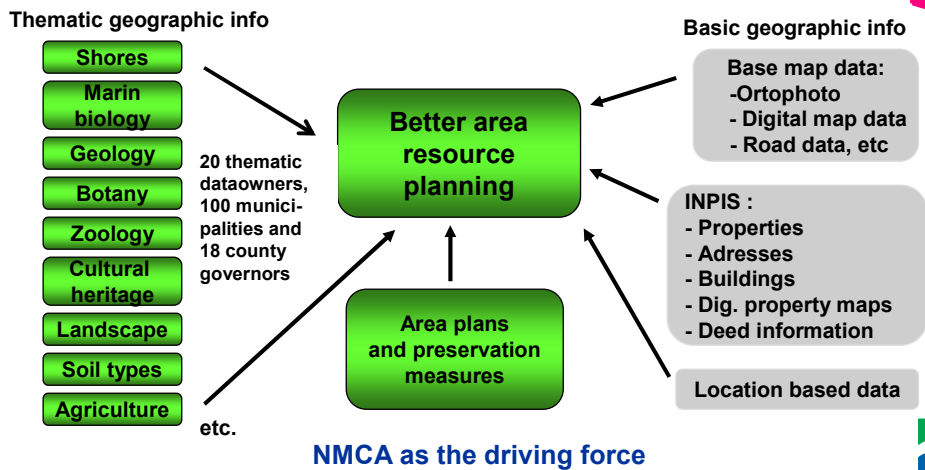 Thematic geographic info
Shores
Marin
biology
Geology
Botany
Zoology
Cultural
heritage
Landscape
Soil types
Agriculture
etc.
20 thematic
dataowners,
100 munici-
palities and
18 county
governors
Better area
resource
planning
Area plans
and preservation
measures
Basic geographic info
Base map data:
-Ortophoto
- Digital map data
- Road data, etc
INPIS :
- Properties
- Adresses
- Buildings
- Dig. property maps
- Deed information
Location based data
NMCA as the driving force